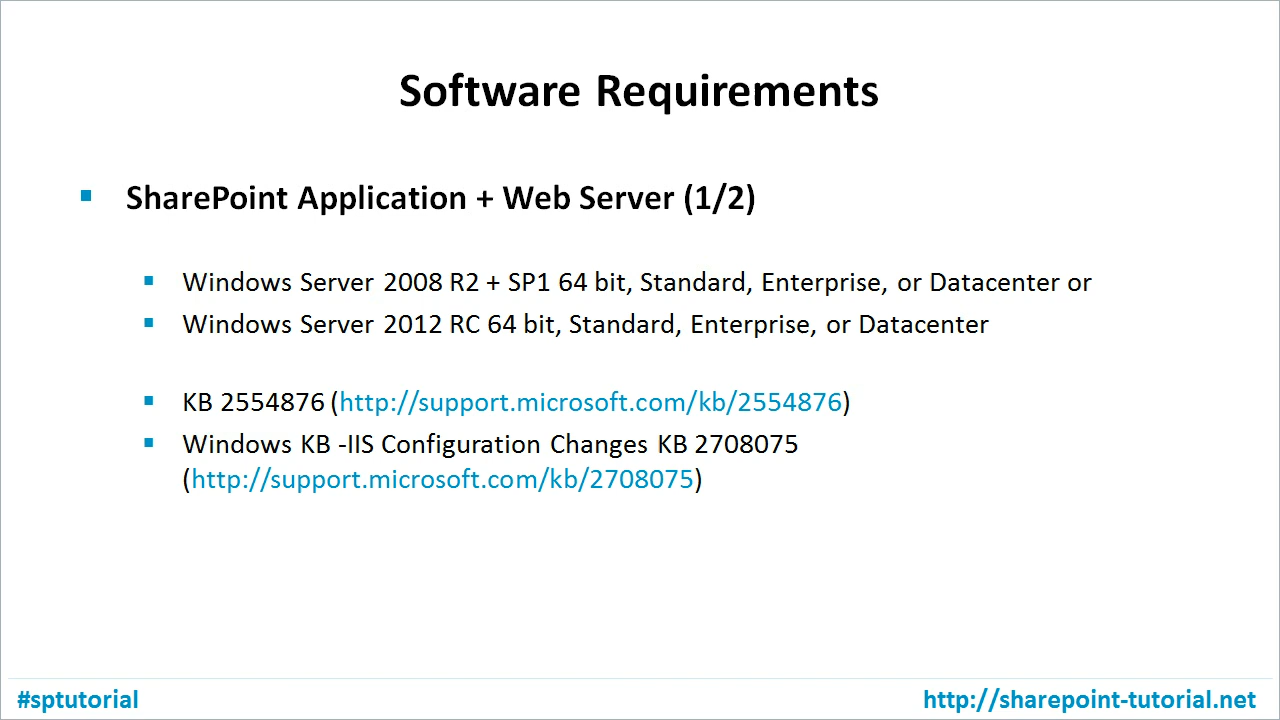 Software Requirements
SharePoint Application + Web Server (1/2)
Windows Server 2008 R2 + SP1 64 bit, Standard, Enterprise, or Datacenter or
Windows Server 2012 RC 64 bit, Standard, Enterprise, or Datacenter
KB 2554876 (http://support.microsoft.com/kb/2554876)
Windows KB -IIS Configuration Changes KB 2708075
(http://support.microsoft.com/kb/2708075)
#sptutorial
http://sharepoint-tutorial.net